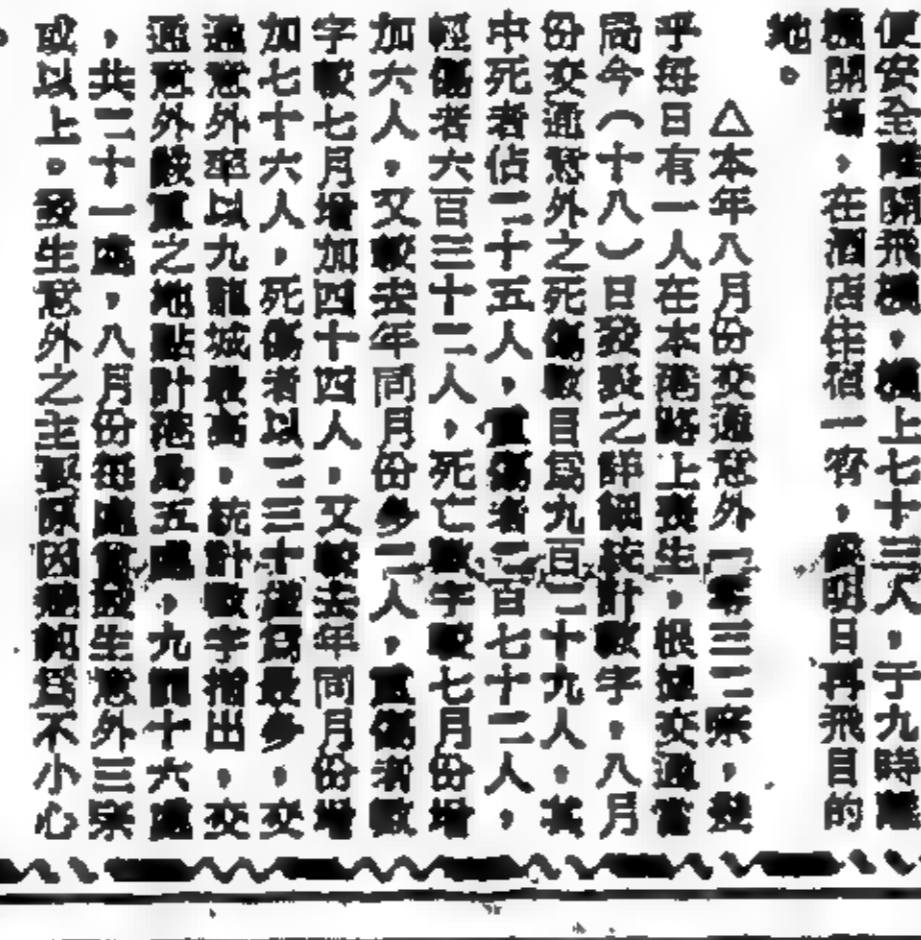 便安全離開飛機，機上七十三人，于九時離
機開場，在酒店住宿一宵，俟明日再飛目的
地。
△本年八月份交通意外一零三二宗，幾
乎每日有一人在本港路上喪生，根據交通當
局今（十八）日發表之詳細統計數字，八月
份交通意外之死傷數目爲九百二十九人，其
中死者佔二十五人，重傷者二百七十二人，
輕傷者六百三十二人，死亡數字較七月份增
加六人，又較去年同月份多二人，重傷者數
字較七月增加四十四人，又較去年同月份增
加七十六人，死傷者以二三十歲爲最多，交
通意外率以九龍城最高，統計數字指出，交
通意外嚴重之地點計港島五處，九龍十六處
，共二十一處，八月份每處發生意外三宗
或以上。發生意外之主要原因概爲不小心